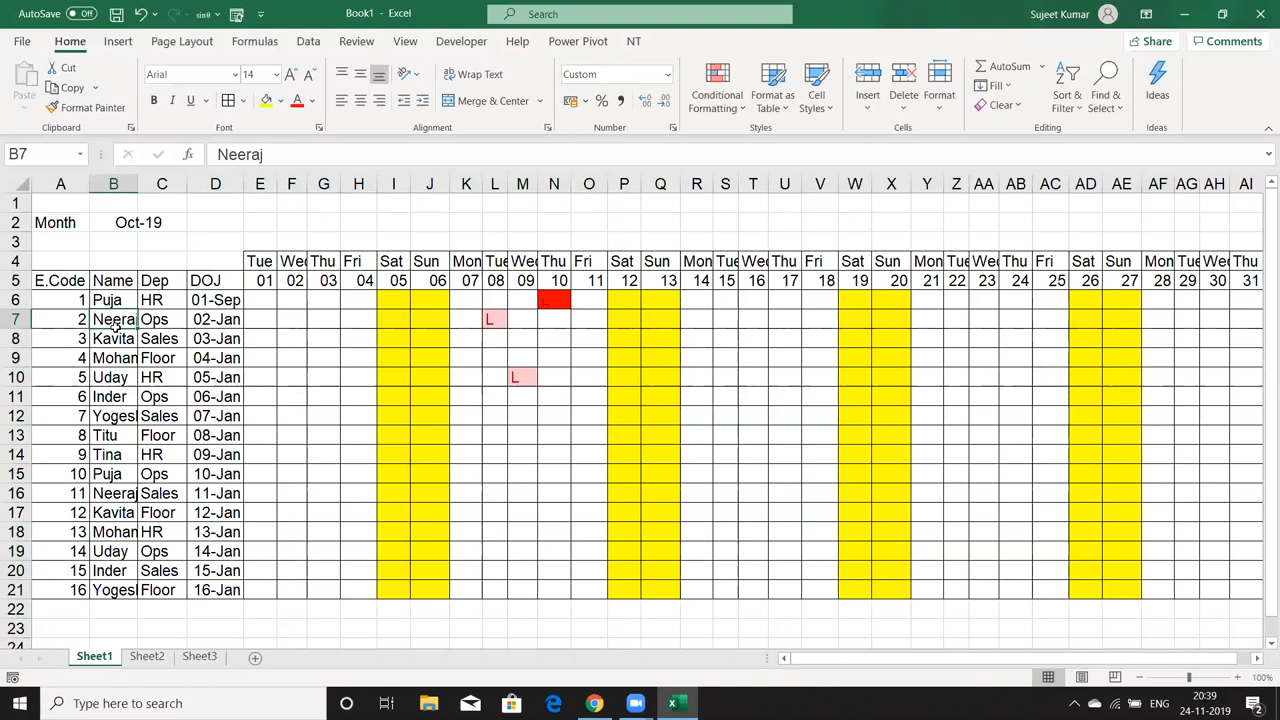 AutoSave Off Book1 - Excel Search Sujeet Kumar
File Home Insert Page Layout Formulas Data Review View Developer Help Power Pivot NT Share Comments
Paste Cut Copy Format Painter Clipboard
Arial 14 A A B I U A Font
Wrap Text Merge & Center Alignment
Custom % Number
Conditional Formatting Format as Table Cell Styles Styles
Insert Delete Format Cells
AutoSum Fill Clear Sort & Filter Find & Select Editing
Ideas Ideas
B7 fx Neeraj
A B C D E F G H I J K L M N O P Q R S T U V W X Y Z AA AB AC AD AE AF AG AH AI
1
2 Month Oct-19
3
4 Tue Wed Thu Fri Sat Sun Mon Tue Wed Thu Fri Sat Sun Mon Tue Wed Thu Fri Sat Sun Mon Tue Wed Thu Fri Sat Sun Mon Tue Wed Thu
5 E.Code Name Dep DOJ 01 02 03 04 05 06 07 08 09 10 11 12 13 14 15 16 17 18 19 20 21 22 23 24 25 26 27 28 29 30 31
6 1 Puja HR 01-Sep L
7 2 Neeraj Ops 02-Jan L
8 3 Kavita Sales 03-Jan
9 4 Mohan Floor 04-Jan
10 5 Uday HR 05-Jan L
11 6 Inder Ops 06-Jan
12 7 Yogesh Sales 07-Jan
13 8 Titu Floor 08-Jan
14 9 Tina HR 09-Jan
15 10 Puja Ops 10-Jan
16 11 Neeraj Sales 11-Jan
17 12 Kavita Floor 12-Jan
18 13 Mohan HR 13-Jan
19 14 Uday Ops 14-Jan
20 15 Inder Sales 15-Jan
21 16 Yogesh Floor 16-Jan
22
23
24
Sheet1 Sheet2 Sheet3
100%
Type here to search ENG 20:39
24-11-2019 2